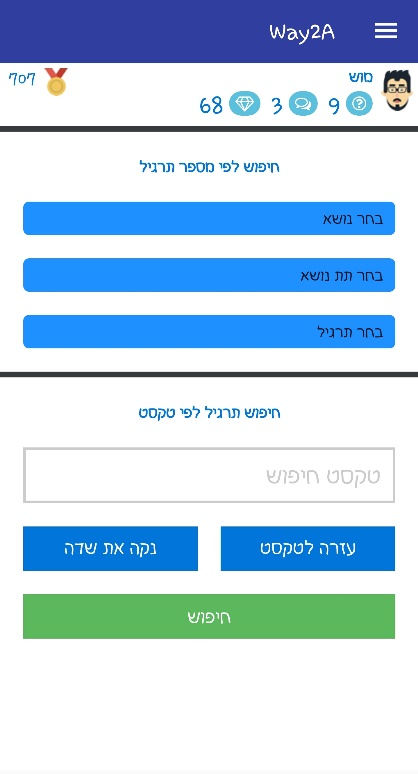 Way2A
מוש
707
9 3 68
חיפוש לפי מספר תרגיל
בחר נושא
בחר תת נושא
בחר תרגיל
חיפוש תרגיל לפי טקסט
טקסט חיפוש
עזרה לטקסט
נקה את שדה
חיפוש